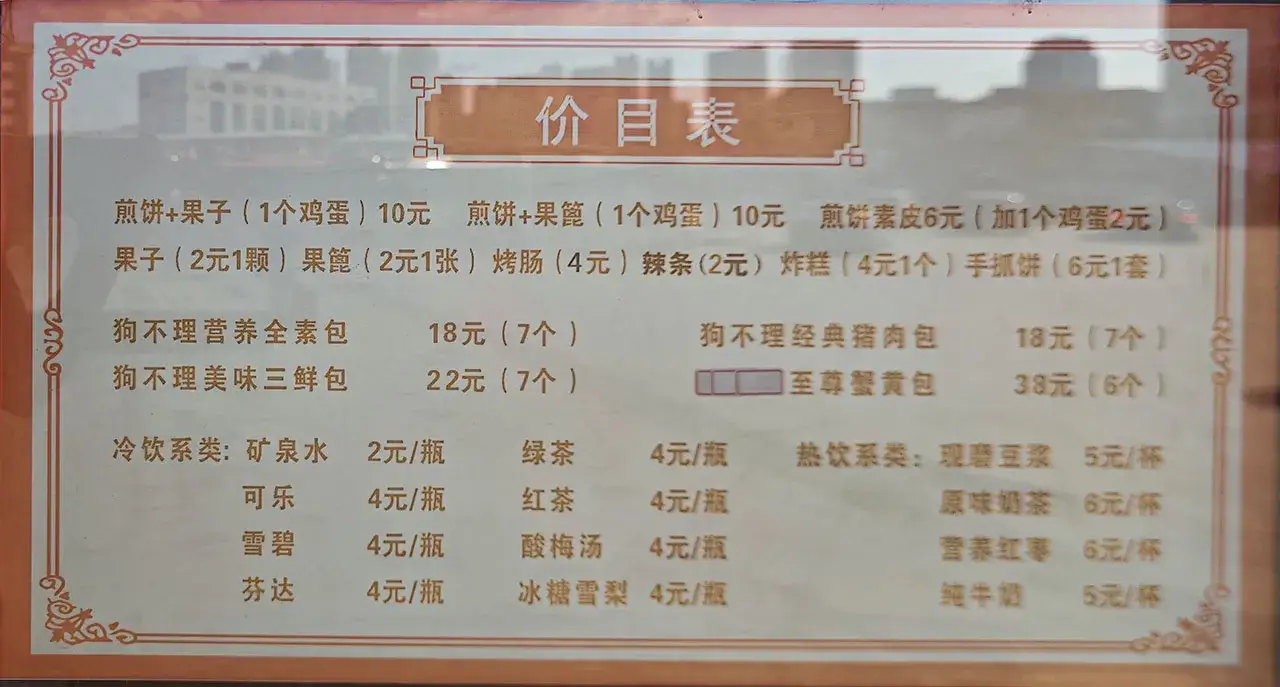 价目表
煎饼+果子（1个鸡蛋）10元 煎饼+果篦（1个鸡蛋）10元 煎饼素皮6元（加1个鸡蛋2元）
果子（2元1颗）果篦（2元1张）烤肠（4元）辣条(2元） 炸糕（4元1个）手抓饼（6元1套）
狗不理营养全素包 18元（7个） 狗不理经典猪肉包 18元（7个）
狗不理美味三鲜包 22元（7个） 至尊蟹黄包 38元（6个）
冷饮系类: 矿泉水 2元/瓶 绿茶 4元/瓶 热饮系类: 现磨豆浆 5元/杯
可乐 4元/瓶 红茶 4元/瓶 原味奶茶 6元/杯
雪碧 4元/瓶 酸梅汤 4元/瓶 营养红枣 6元/杯
芬达 4元/瓶 冰糖雪梨 4元/瓶 纯牛奶 5元/杯